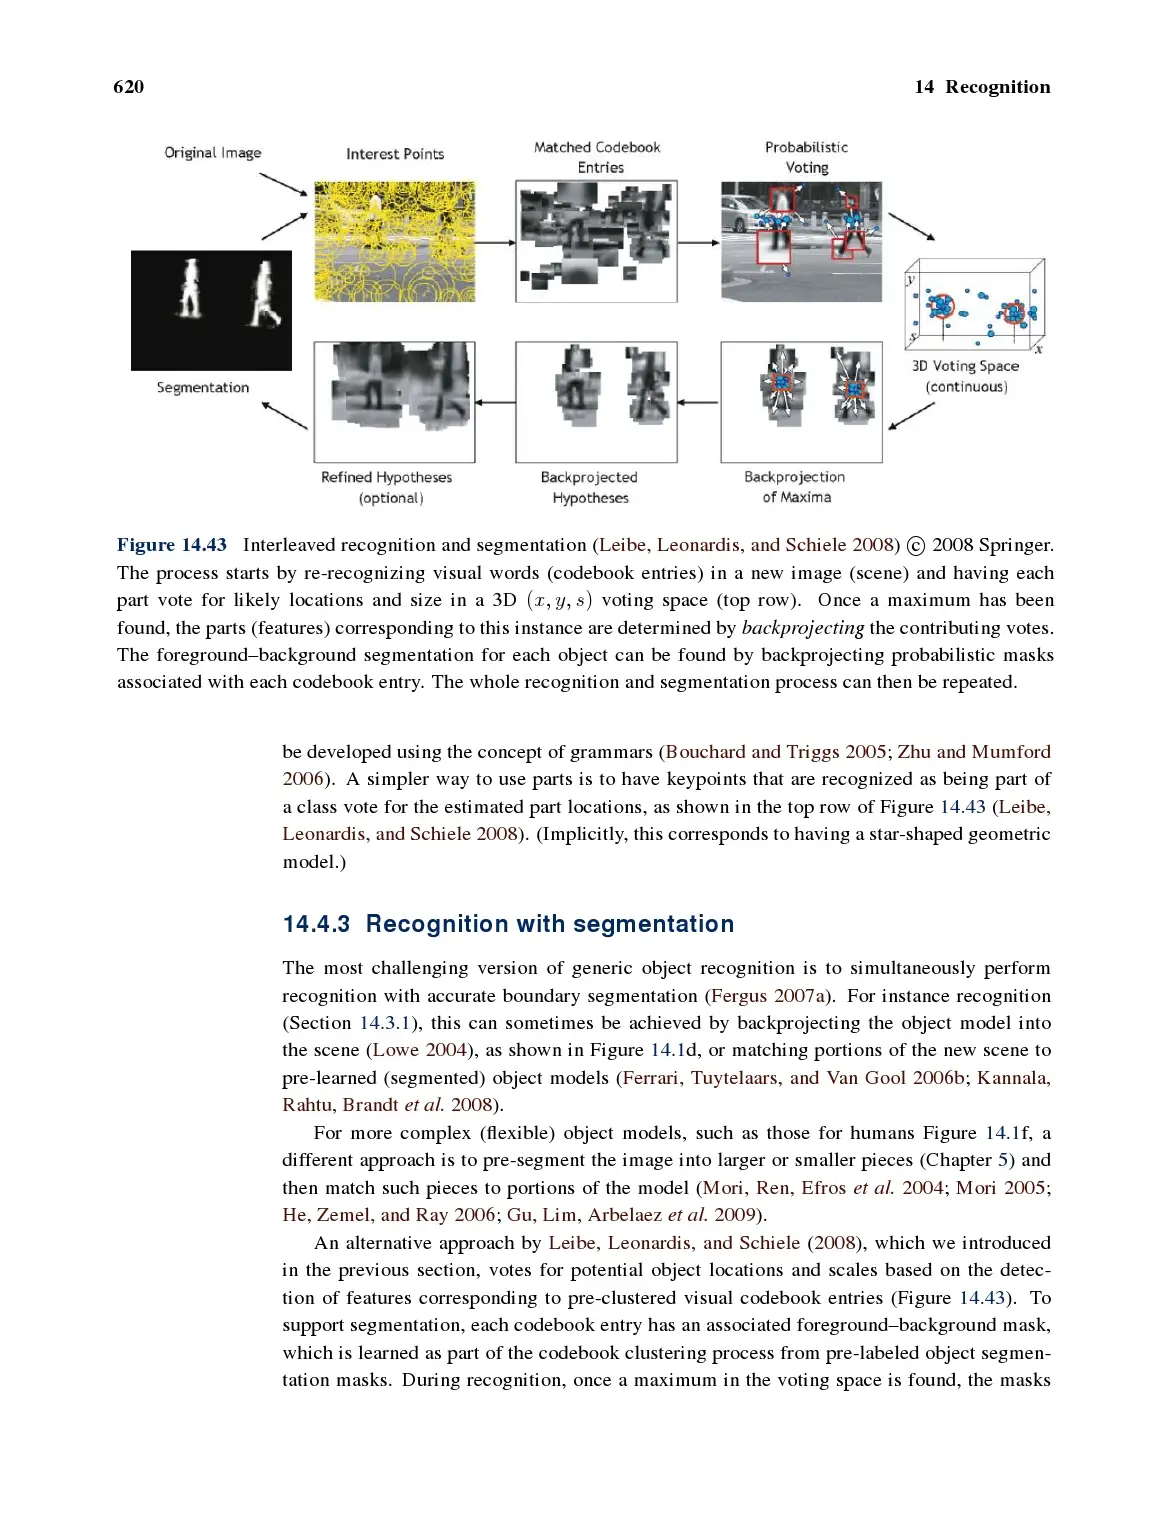 620
14 Recognition
Original Image
Interest Points
Matched Codebook
Entries
Probabilistic
Voting
y
s
x
3D Voting Space
(continuous)
Segmentation
Refined Hypotheses
(optional)
Backprojected
Hypotheses
Backprojection
of Maxima
Figure 14.43 Interleaved recognition and segmentation (Leibe, Leonardis, and Schiele 2008) © 2008 Springer.
The process starts by re-recognizing visual words (codebook entries) in a new image (scene) and having each
part vote for likely locations and size in a 3D (x, y, s) voting space (top row). Once a maximum has been
found, the parts (features) corresponding to this instance are determined by backprojecting the contributing votes.
The foreground–background segmentation for each object can be found by backprojecting probabilistic masks
associated with each codebook entry. The whole recognition and segmentation process can then be repeated.
be developed using the concept of grammars (Bouchard and Triggs 2005; Zhu and Mumford
2006). A simpler way to use parts is to have keypoints that are recognized as being part of
a class vote for the estimated part locations, as shown in the top row of Figure 14.43 (Leibe,
Leonardis, and Schiele 2008). (Implicitly, this corresponds to having a star-shaped geometric
model.)
14.4.3 Recognition with segmentation
The most challenging version of generic object recognition is to simultaneously perform
recognition with accurate boundary segmentation (Fergus 2007a). For instance recognition
(Section 14.3.1), this can sometimes be achieved by backprojecting the object model into
the scene (Lowe 2004), as shown in Figure 14.1d, or matching portions of the new scene to
pre-learned (segmented) object models (Ferrari, Tuytelaars, and Van Gool 2006b; Kannala,
Rahtu, Brandt et al. 2008).
For more complex (flexible) object models, such as those for humans Figure 14.1f, a
different approach is to pre-segment the image into larger or smaller pieces (Chapter 5) and
then match such pieces to portions of the model (Mori, Ren, Efros et al. 2004; Mori 2005;
He, Zemel, and Ray 2006; Gu, Lim, Arbelaez et al. 2009).
An alternative approach by Leibe, Leonardis, and Schiele (2008), which we introduced
in the previous section, votes for potential object locations and scales based on the detec-
tion of features corresponding to pre-clustered visual codebook entries (Figure 14.43). To
support segmentation, each codebook entry has an associated foreground–background mask,
which is learned as part of the codebook clustering process from pre-labeled object segmen-
tation masks. During recognition, once a maximum in the voting space is found, the masks